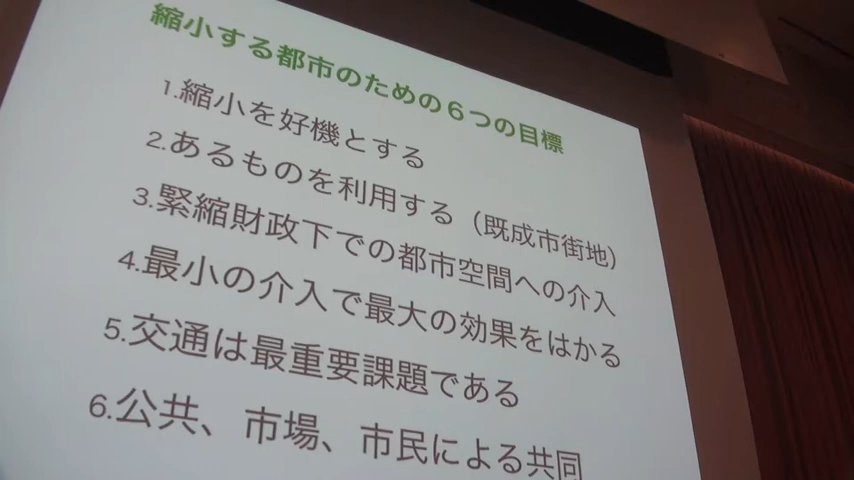 縮小する都市のための6つの目標
1.縮小を好機とする
2.あるものを利用する（既成市街地）
3.緊縮財政下での都市空間への介入
4.最小の介入で最大の効果をはかる
5.交通は最重要課題である
6.公共、市場、市民による共同